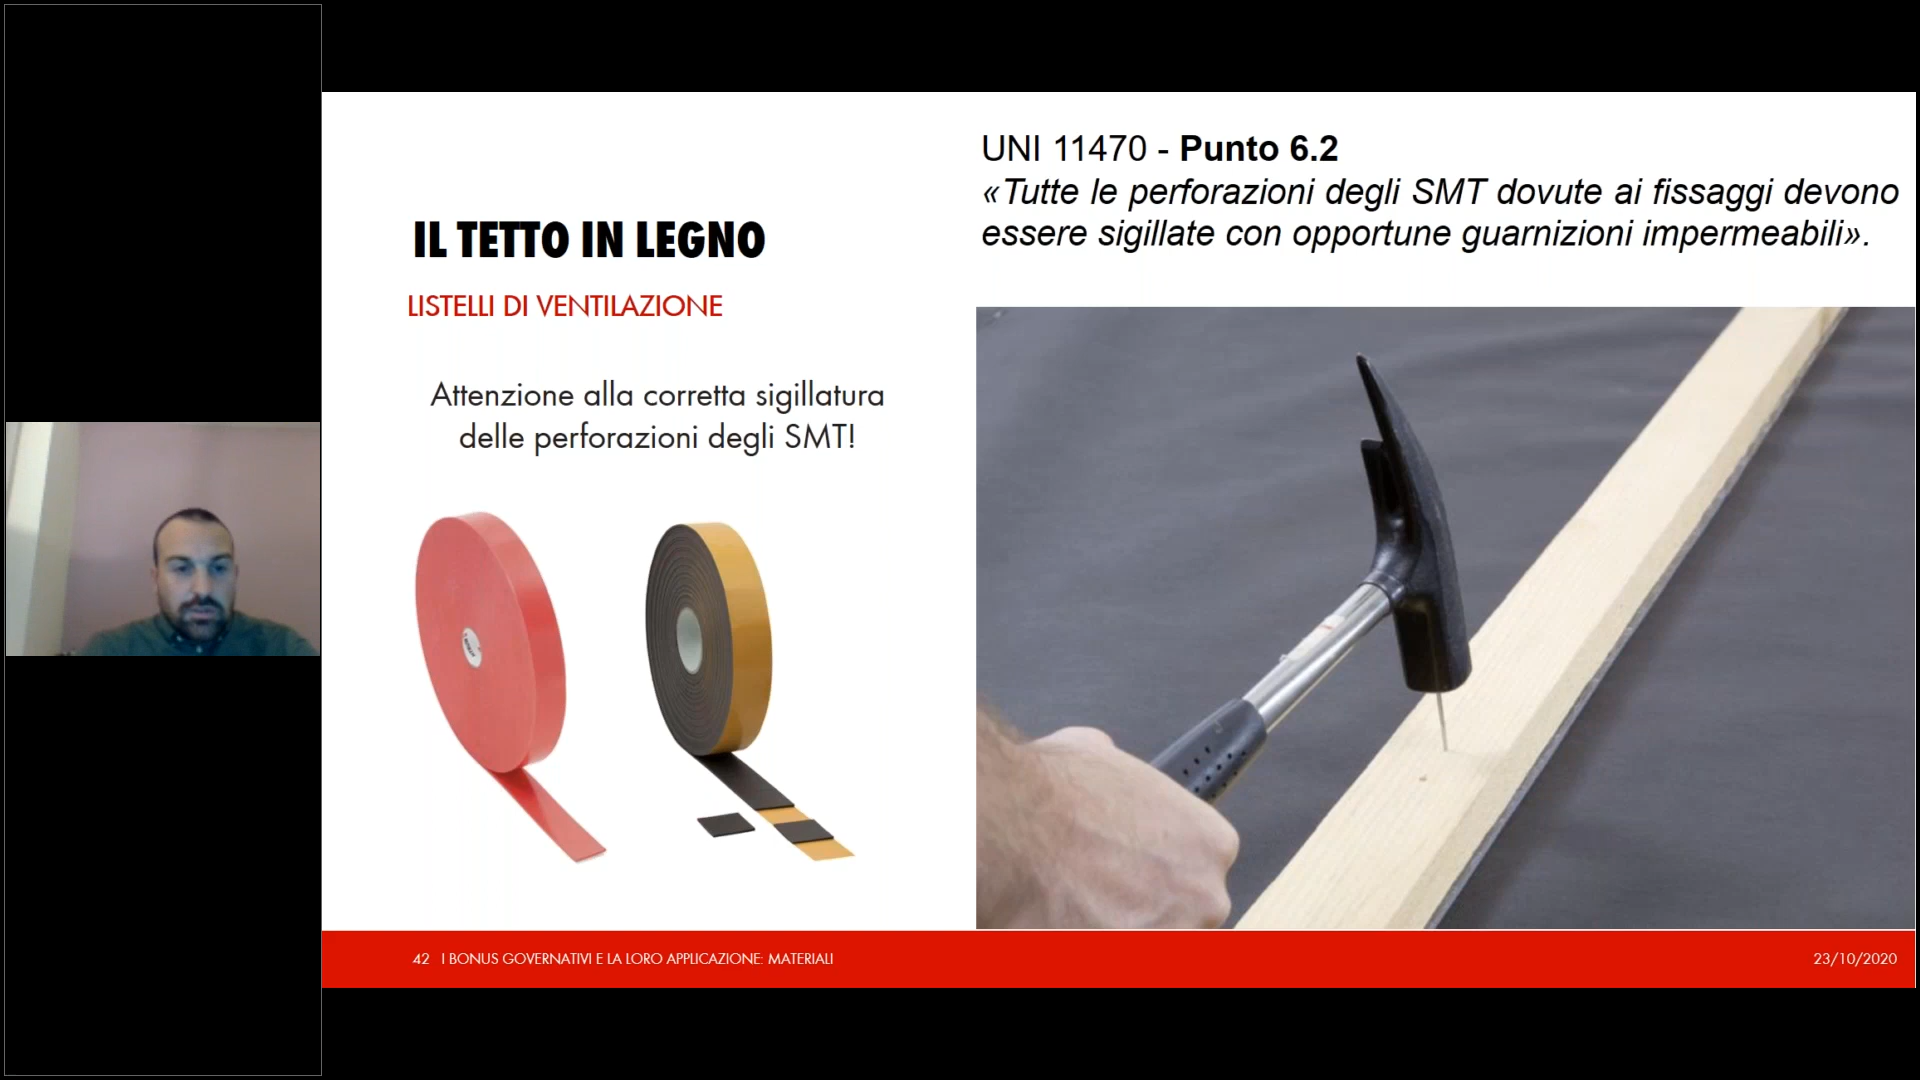 UNI 11470 - Punto 6.2
«Tutte le perforazioni degli SMT dovute ai fissaggi devono
essere sigillate con opportune guarnizioni impermeabili».
IL TETTO IN LEGNO
LISTELLI DI VENTILAZIONE
Attenzione alla corretta sigillatura
delle perforazioni degli SMT!
42 I BONUS GOVERNATIVI E LA LORO APPLICAZIONE: MATERIALI
23/10/2020